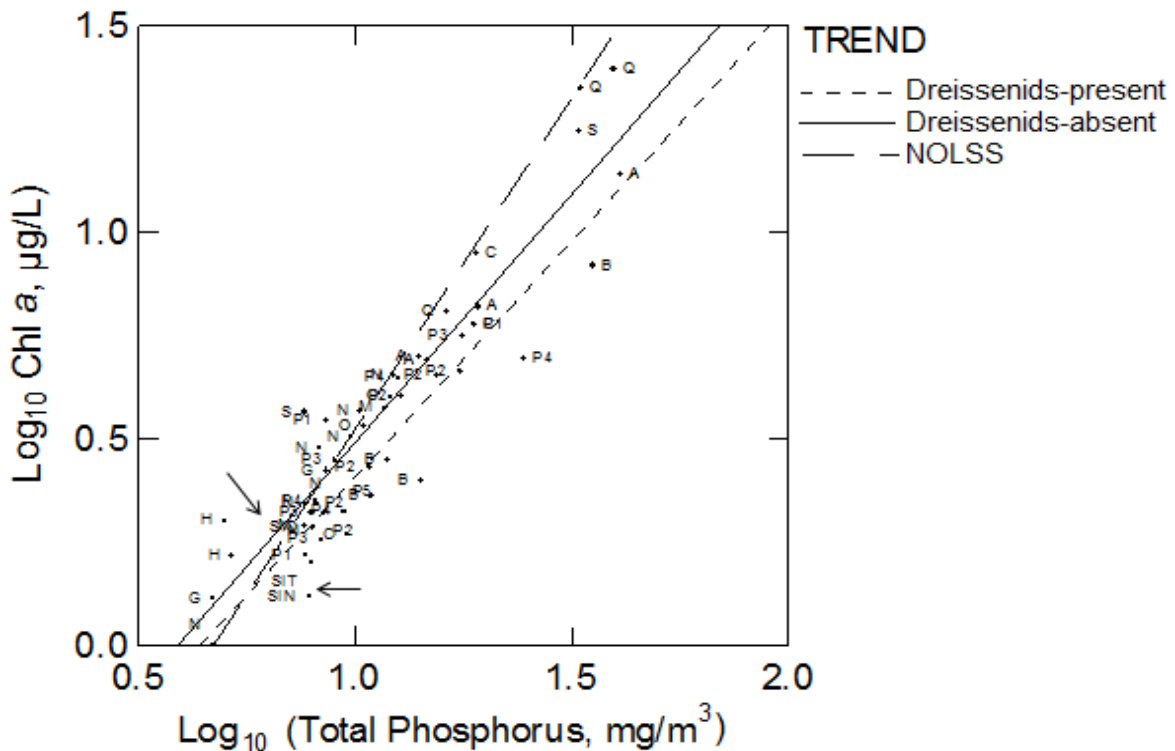 1.5
1.0
0.5
0.0
Log10 Chl a, µg/L
0.5
1.0
1.5
2.0
Log10 (Total Phosphorus, mg/m3)
TREND
Dreissenids-present
Dreissenids-absent
NOLSS
Q
Q
S
A
C
B
A
P3
P4
P2
P2
N
M
S
P1
N
O
N
N
P3
P2
B
G
B
N
P5
P2
H
P3
O
P2
H
P1
SIT
SIN
G
N